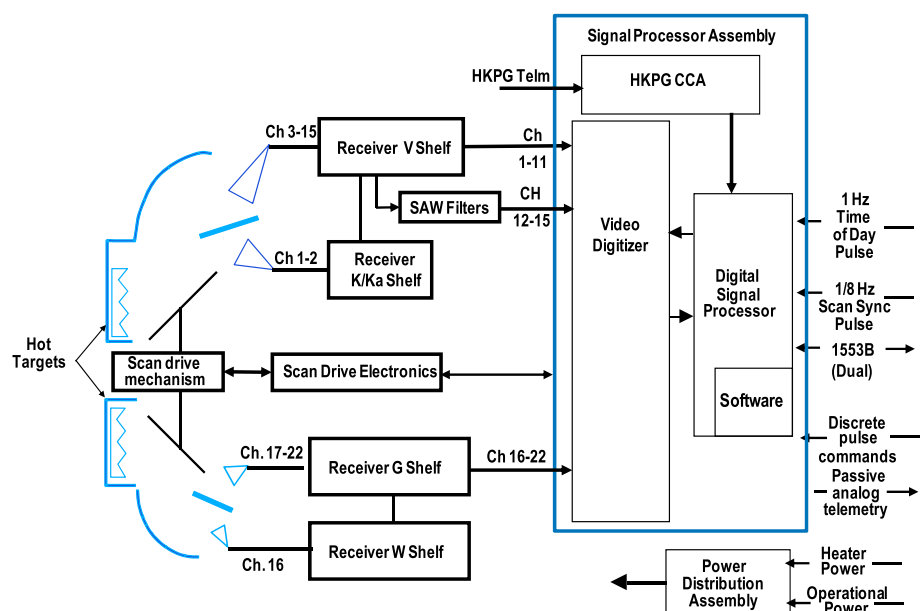 Signal Processor Assembly
HKPG Telm
HKPG CCA
Ch 3-15
Receiver V Shelf
Ch
1-11
SAW Filters
CH
12-15
Ch 1-2
Receiver
K/Ka Shelf
Video
Digitizer
Digital
Signal
Processor
Software
1 Hz
Time
of Day
Pulse
1/8 Hz
Scan Sync
Pulse
1553B
(Dual)
Discrete
pulse
commands
Passive
analog
telemetry
Hot
Targets
Scan drive
mechanism
Scan Drive Electronics
Ch. 17-22
Receiver G Shelf
Ch 16-22
Ch. 16
Receiver W Shelf
Power
Distribution
Assembly
Heater
Power
Operational
Power